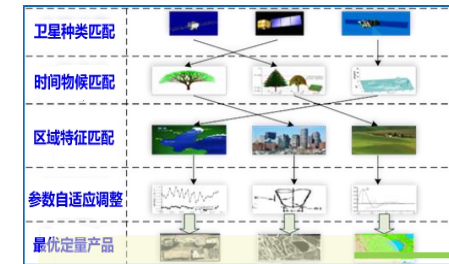 卫星种类匹配
时间物候匹配
区域特征匹配
参数自适应调整
最优定量产品